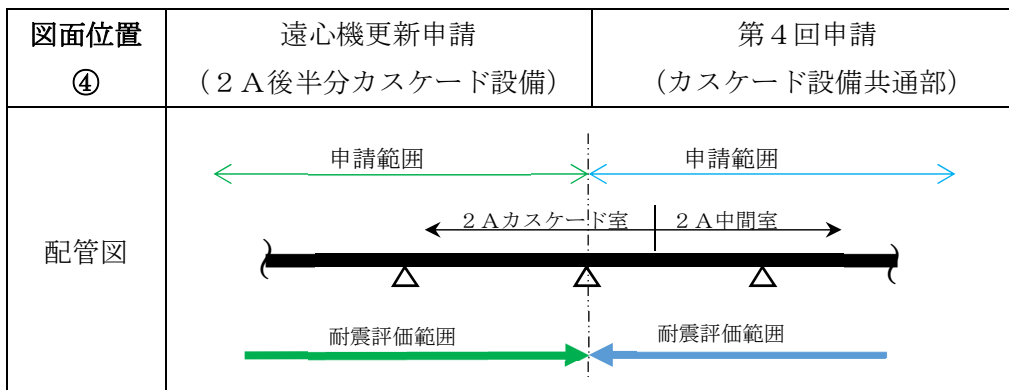 図面位置
④
遠心機更新申請
(２Ａ後半分カスケード設備)
第４回申請
(カスケード設備共通部)
配管図
申請範囲
申請範囲
２Ａカスケード室
２Ａ中間室
耐震評価範囲
耐震評価範囲